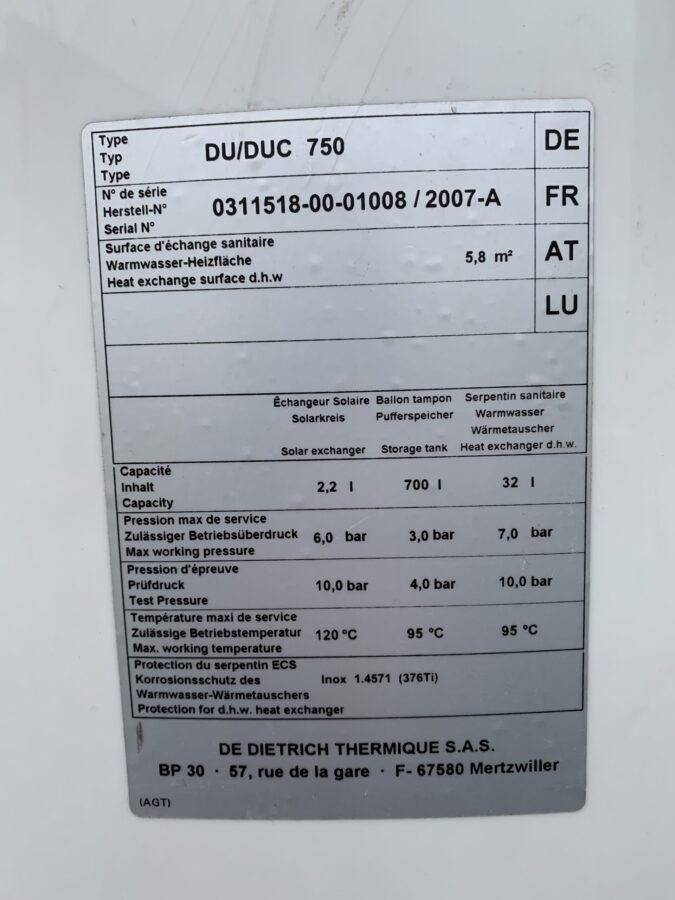 Type
Typ
Type
DU/DUC 750
DE
N° de série
Herstell-N°
Serial N°
0311518-00-01008 / 2007-A
FR
Surface d'échange sanitaire
Warmwasser-Heizfläche
Heat exchange surface d.h.w
5,8 m²
AT
LU
Échangeur Solaire
Solarkreis
Solar exchanger
Ballon tampon
Pufferspeicher
Storage tank
Serpentin sanitaire
Warmwasser
Wärmetauscher
Heat exchanger d.h.w.
Capacité
Inhalt
Capacity
2,2 l
700 l
32 l
Pression max de service
Zulässiger Betriebsüberdruck
Max working pressure
6,0 bar
3,0 bar
7,0 bar
Pression d'épreuve
Prüfdruck
Test Pressure
10,0 bar
4,0 bar
10,0 bar
Température maxi de service
Zulässige Betriebstemperatur
Max. working temperature
120 °C
95 °C
95 °C
Protection du serpentin ECS
Korrosionsschutz des
Warmwasser-Wärmetauschers
Protection for d.h.w. heat exchanger
Inox 1.4571 (376Ti)
DE DIETRICH THERMIQUE S.A.S.
BP 30 · 57, rue de la gare · F- 67580 Mertzwiller
(AGT)